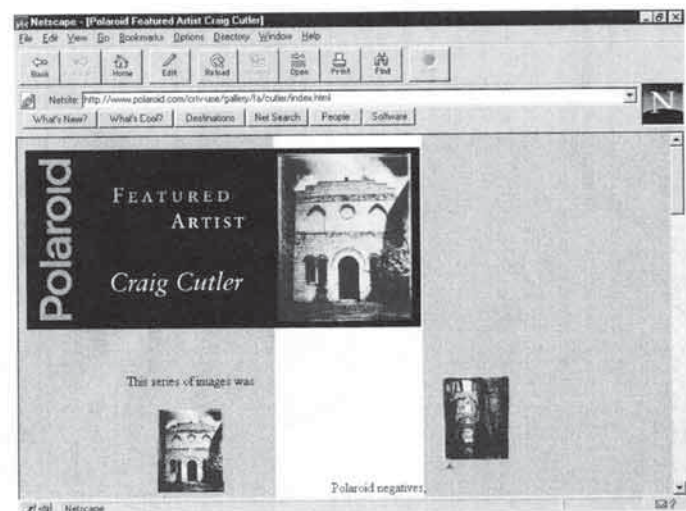 Netscape - [Polaroid Featured Artist Craig Cutler]
File Edit View Go Bookmarks Options Directory Window Help
Back Home Edit Reload Open Print Find
Netsite: http://www.polaroid.com/crtv-use/gallery/fa/cutler/index.html
What's New? What's Cool? Destinations Net Search People Software
N
Polaroid
FEATURED
ARTIST
Craig Cutler
This series of images was
Polaroid negatives,
Netscape